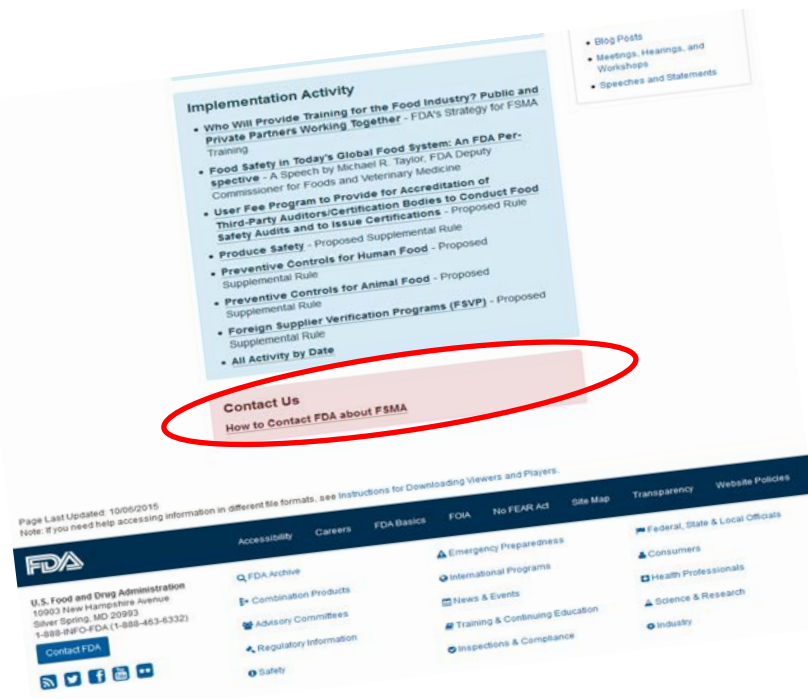 • Blog Posts
• Meetings, Hearings, and
Workshops
• Speeches and Statements
Implementation Activity
• Who Will Provide Training for the Food Industry? Public and
Private Partners Working Together - FDA's Strategy for FSMA
Training
• Food Safety in Today's Global Food System: An FDA Per-
spective - A Speech by Michael R. Taylor, FDA Deputy
Commissioner for Foods and Veterinary Medicine
• User Fee Program to Provide for Accreditation of
Third-Party Auditors/Certification Bodies to Conduct Food
Safety Audits and to Issue Certifications - Proposed Rule
• Produce Safety - Proposed Supplemental Rule
• Preventive Controls for Human Food - Proposed
Supplemental Rule
• Preventive Controls for Animal Food - Proposed
Supplemental Rule
• Foreign Supplier Verification Programs (FSVP) - Proposed
Supplemental Rule
• All Activity by Date
Contact Us
How to Contact FDA about FSMA
Page Last Updated: 10/06/2015
Note: If you need help accessing information in different file formats, see Instructions for Downloading Viewers and Players.
Accessibility Careers FDA Basics FOIA No FEAR Act Site Map Transparency Website Policies
FDA
U.S. Food and Drug Administration
10903 New Hampshire Avenue
Silver Spring, MD 20993
1-888-INFO-FDA (1-888-463-6332)
Contact FDA
FDA Archive
Combination Products
Advisory Committees
Regulatory Information
Safety
Emergency Preparedness
International Programs
News & Events
Training & Continuing Education
Inspections & Compliance
Federal, State & Local Officials
Consumers
Health Professionals
Science & Research
Industry